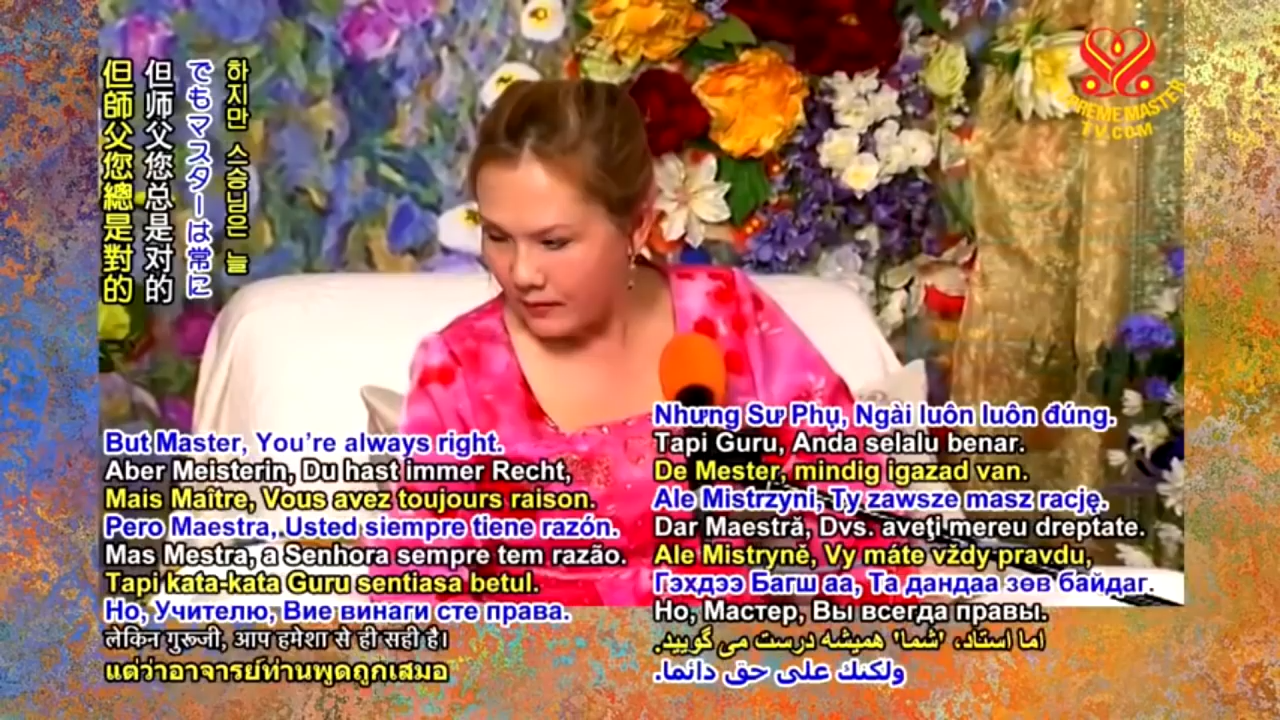 하지만 스승님은 늘
でもマスターは常に
但师父您总是对的
但師父您總是對的
SUPREME MASTER
TV.COM
But Master, You’re always right.
Aber Meisterin, Du hast immer Recht,
Mais Maître, Vous avez toujours raison.
Pero Maestra, Usted siempre tiene razón.
Mas Mestra, a Senhora sempre tem razão.
Tapi kata-kata Guru sentiasa betul.
Но, Учителю, Вие винаги сте права.
लेकिन गुरूजी, आप हमेशा से ही सही है।
แต่ว่าอาจารย์ท่านพูดถูกเสมอ
Nhưng Sư Phụ, Ngài luôn luôn đúng.
Tapi Guru, Anda selalu benar.
De Mester, mindig igazad van.
Ale Mistrzyni, Ty zawsze masz rację.
Dar Maestră, Dvs. aveţi mereu dreptate.
Ale Mistryně, Vy máte vždy pravdu,
Гэхдээ Багш аа, Та дандаа зөв байдаг.
Но, Мастер, Вы всегда правы.
اما استاد، 'شما' همیشه درست می گویید.
ولكنك على حق دائما.